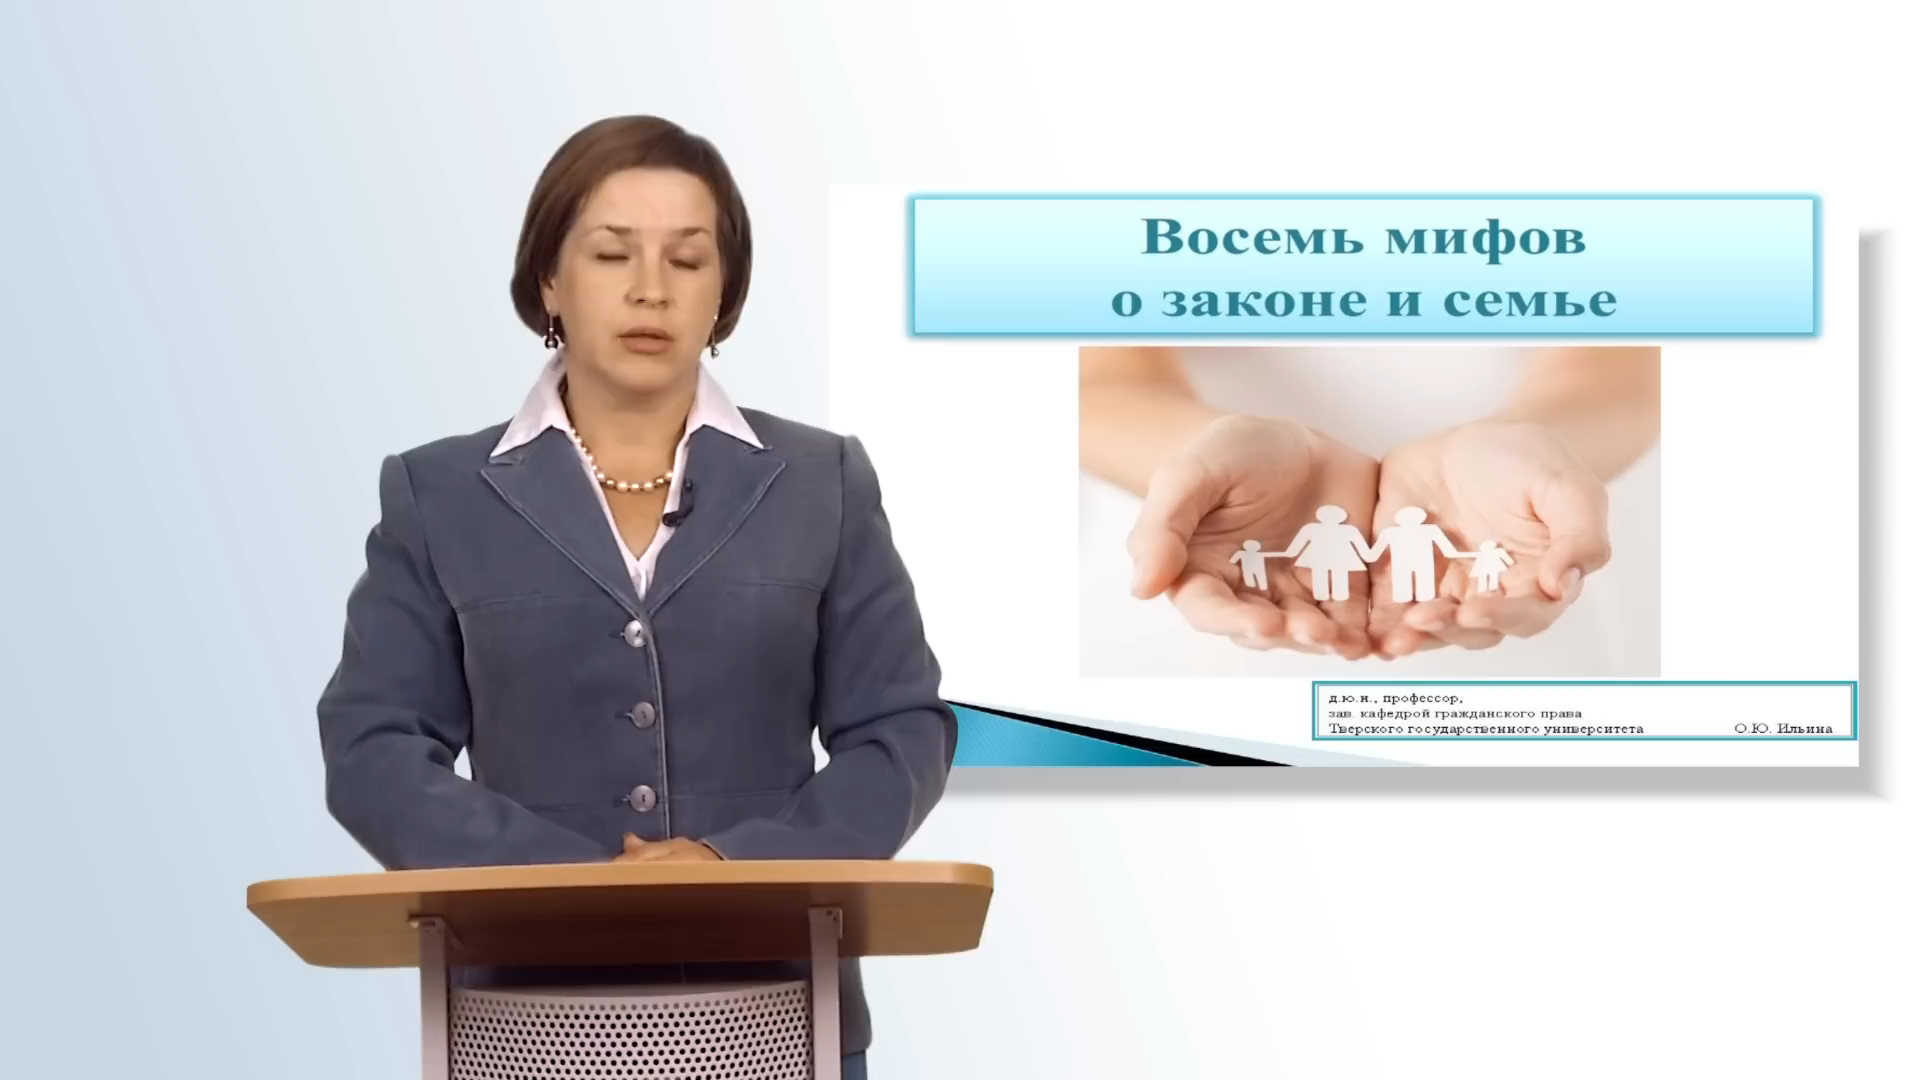 Восемь мифов
о законе и семье
д.ю.н., профессор,
зав. кафедрой гражданского права
Тверского государственного университета О.Ю. Ильина